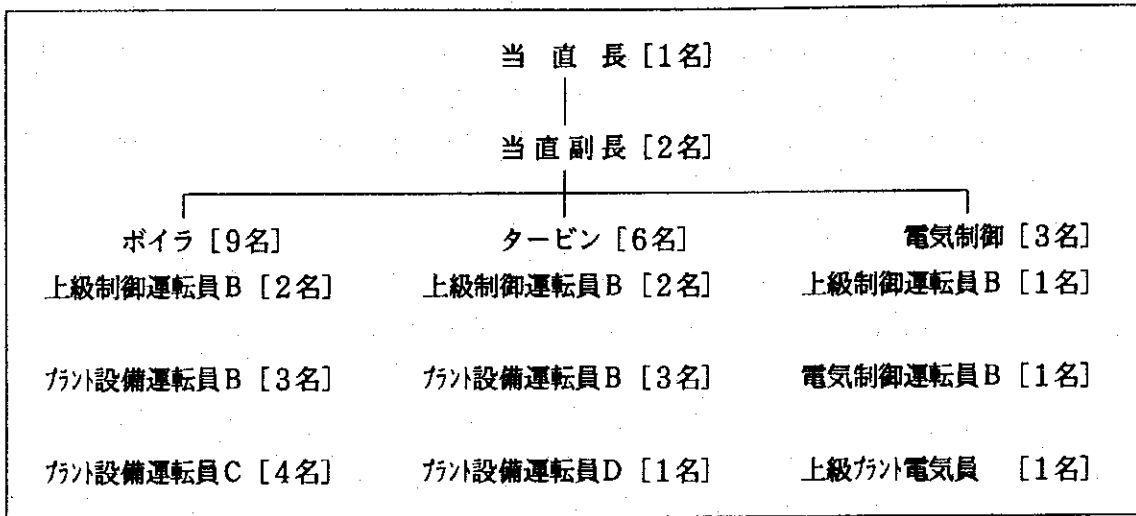 当直長[1名]
当直副長[2名]
ボイラ[9名] タービン[6名] 電気制御[3名]
上級制御運転員B[2名] 上級制御運転員B[2名] 上級制御運転員B[1名]
プラント設備運転員B[3名] プラント設備運転員B[3名] 電気制御運転員B[1名]
プラント設備運転員C[4名] プラント設備運転員D[1名] 上級プラント電気員[1名]